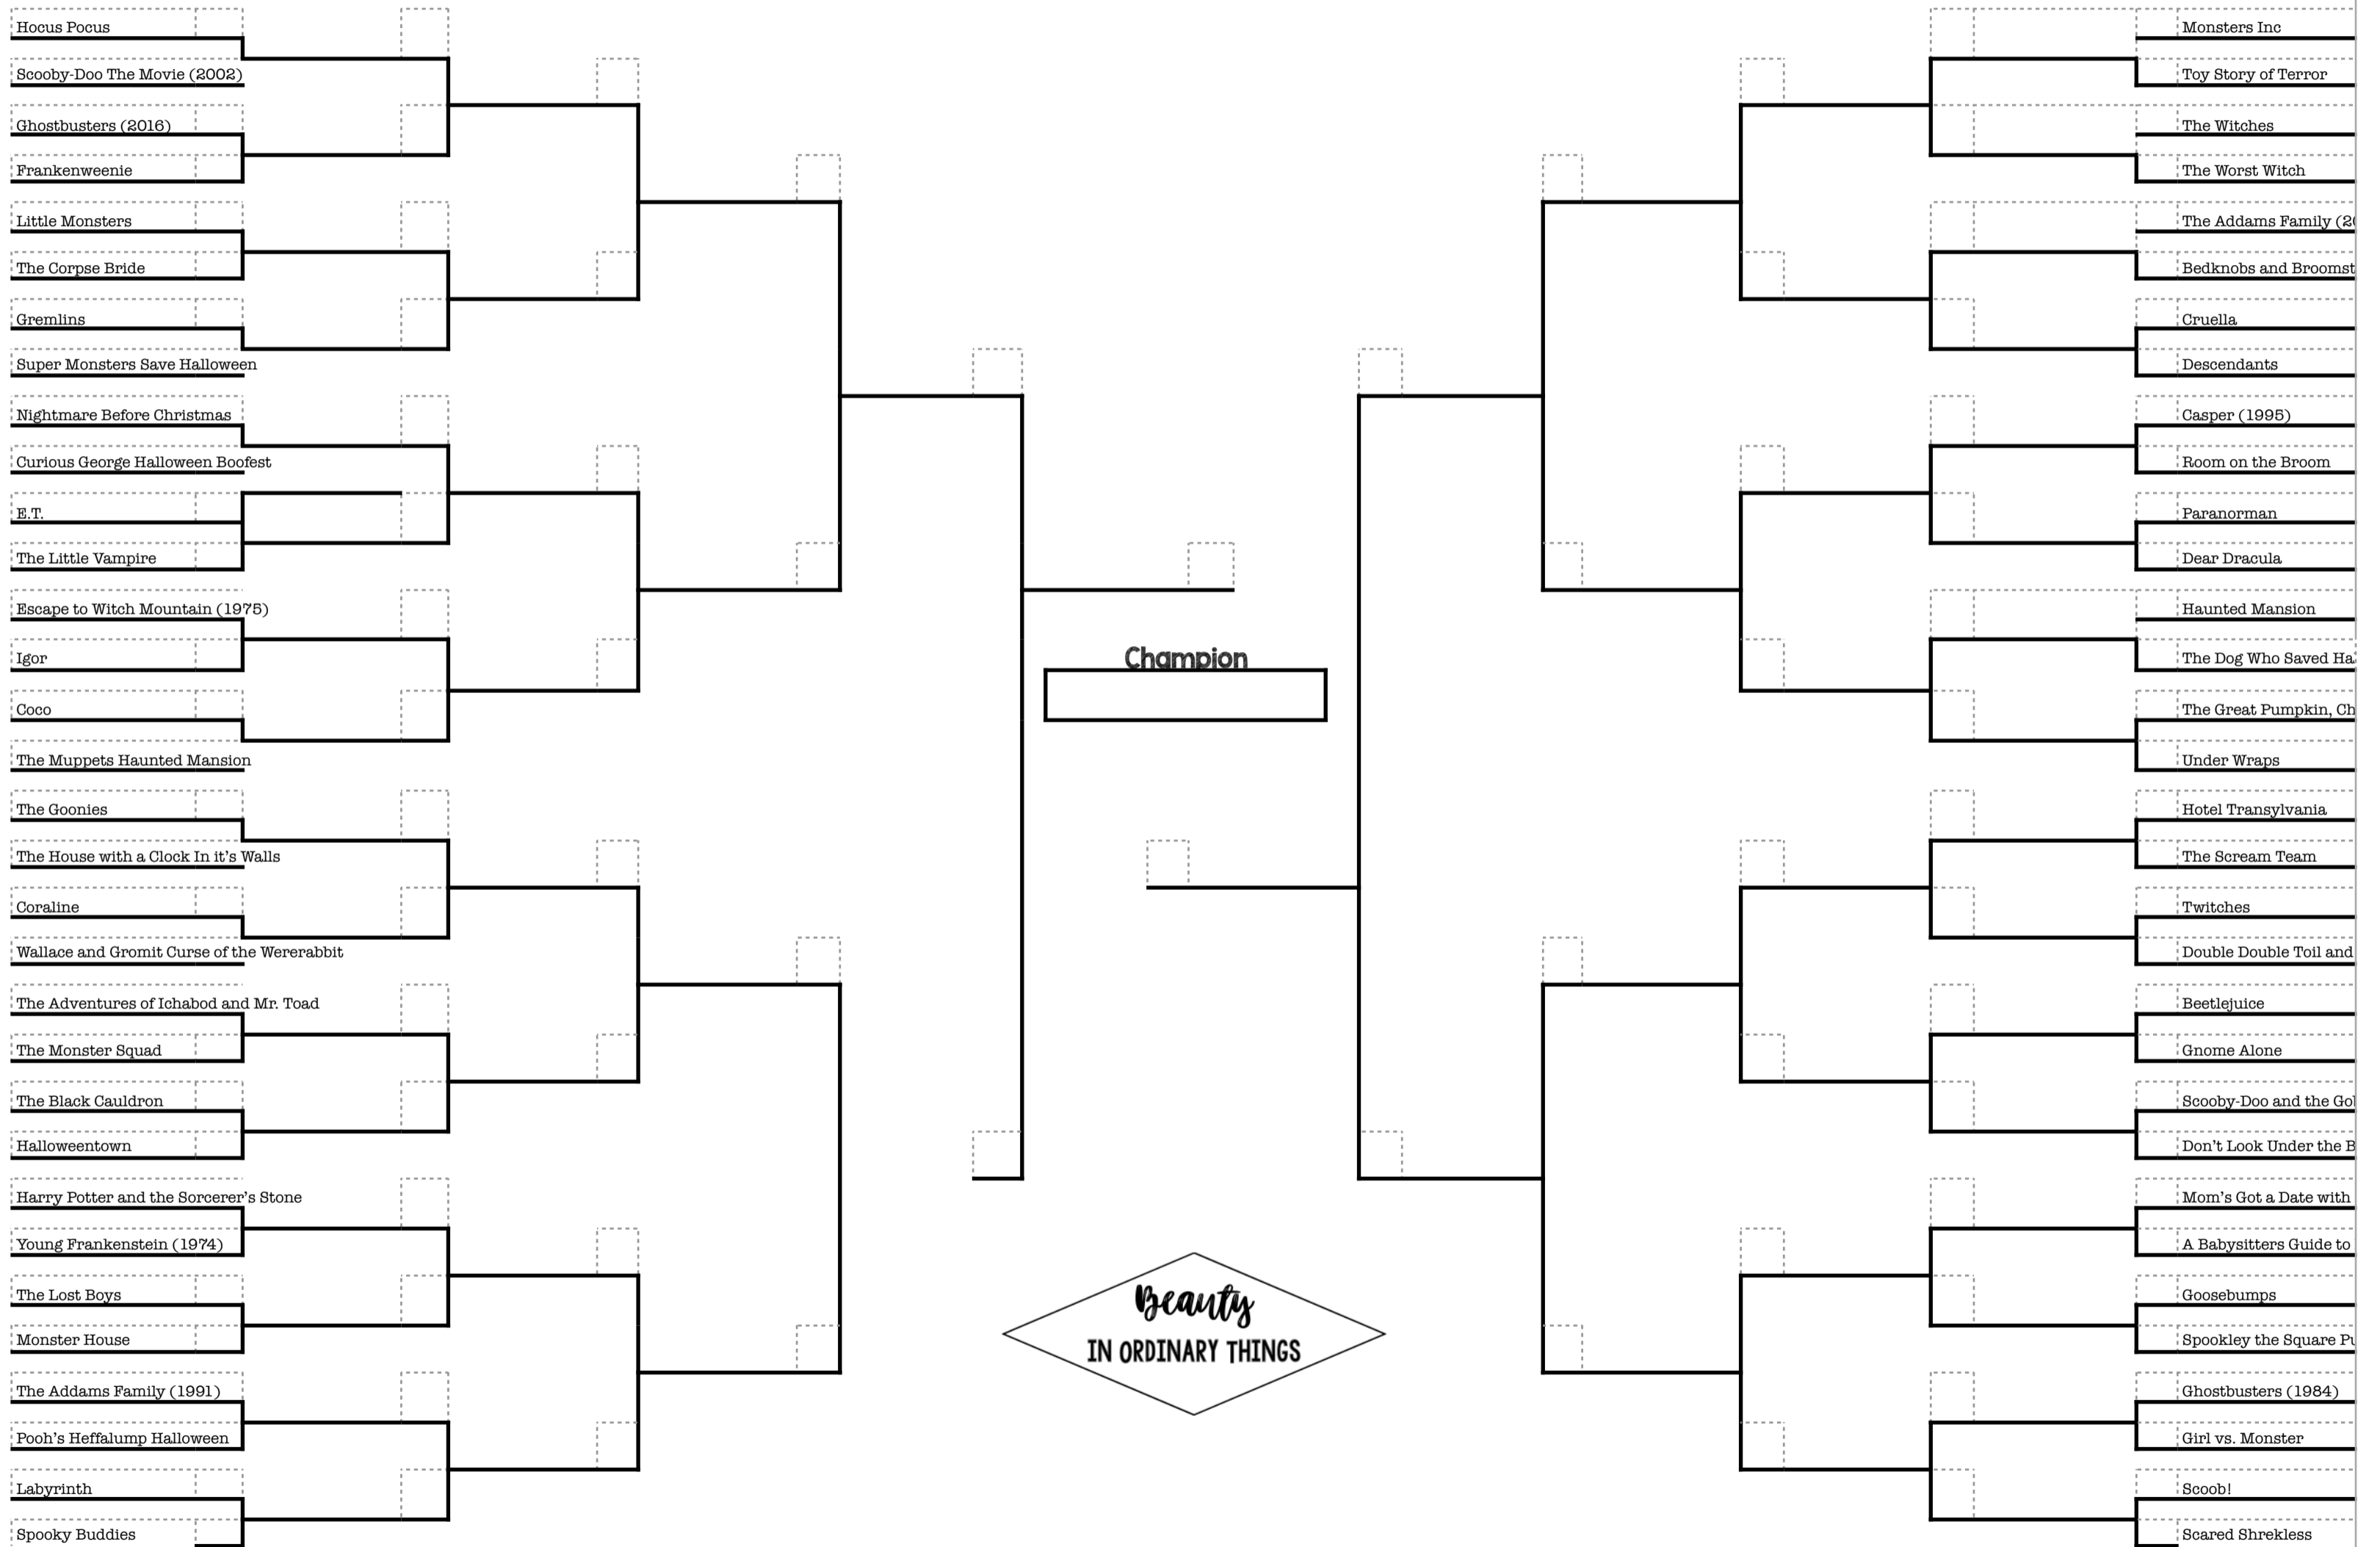 Hocus Pocus
Scooby-Doo The Movie (2002)
Ghostbusters (2016)
Frankenweenie
Little Monsters
The Corpse Bride
Gremlins
Super Monsters Save Halloween
Nightmare Before Christmas
Curious George Halloween Boofest
E.T.
The Little Vampire
Escape to Witch Mountain (1975)
Igor
Coco
The Muppets Haunted Mansion
The Goonies
The House with a Clock In it's Walls
Coraline
Wallace and Gromit Curse of the Wererabbit
The Adventures of Ichabod and Mr. Toad
The Monster Squad
The Black Cauldron
Halloweentown
Harry Potter and the Sorcerer's Stone
Young Frankenstein (1974)
The Lost Boys
Monster House
The Addams Family (1991)
Pooh's Heffalump Halloween
Labyrinth
Spooky Buddies
Champion
Beauty
IN ORDINARY THINGS
Monsters Inc
Toy Story of Terror
The Witches
The Worst Witch
The Addams Family
Bedknobs and
Cruella
Descendants
Casper (1995)
Room on the Broom
Paranorman
Dear Dracula
Haunted Mansion
The Dog Who Saved
The Great Pumpkin,
Under Wraps
Hotel Transylvania
The Scream Team
Twitches
Double Double Toil and
Beetlejuice
Gnome Alone
Scooby-Doo and the
Don't Look Under the
Mom's Got a Date with
A Babysitters Guide to
Goosebumps
Spookley the Square
Ghostbusters (1984)
Girl vs. Monster
Scoob!
Scared Shrekless